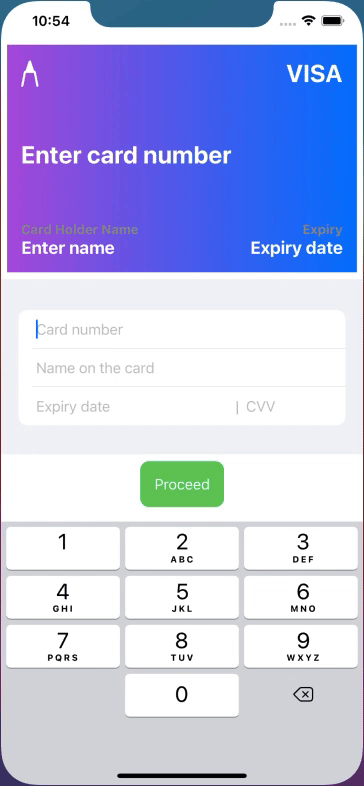 10:54
VISA
Enter card number
Card Holder Name Expiry
Enter name Expiry date
Card number
Name on the card
Expiry date | CVV
Proceed
1 2 3
ABC DEF
4 5 6
GHI JKL MNO
7 8 9
PQRS TUV WXYZ
0